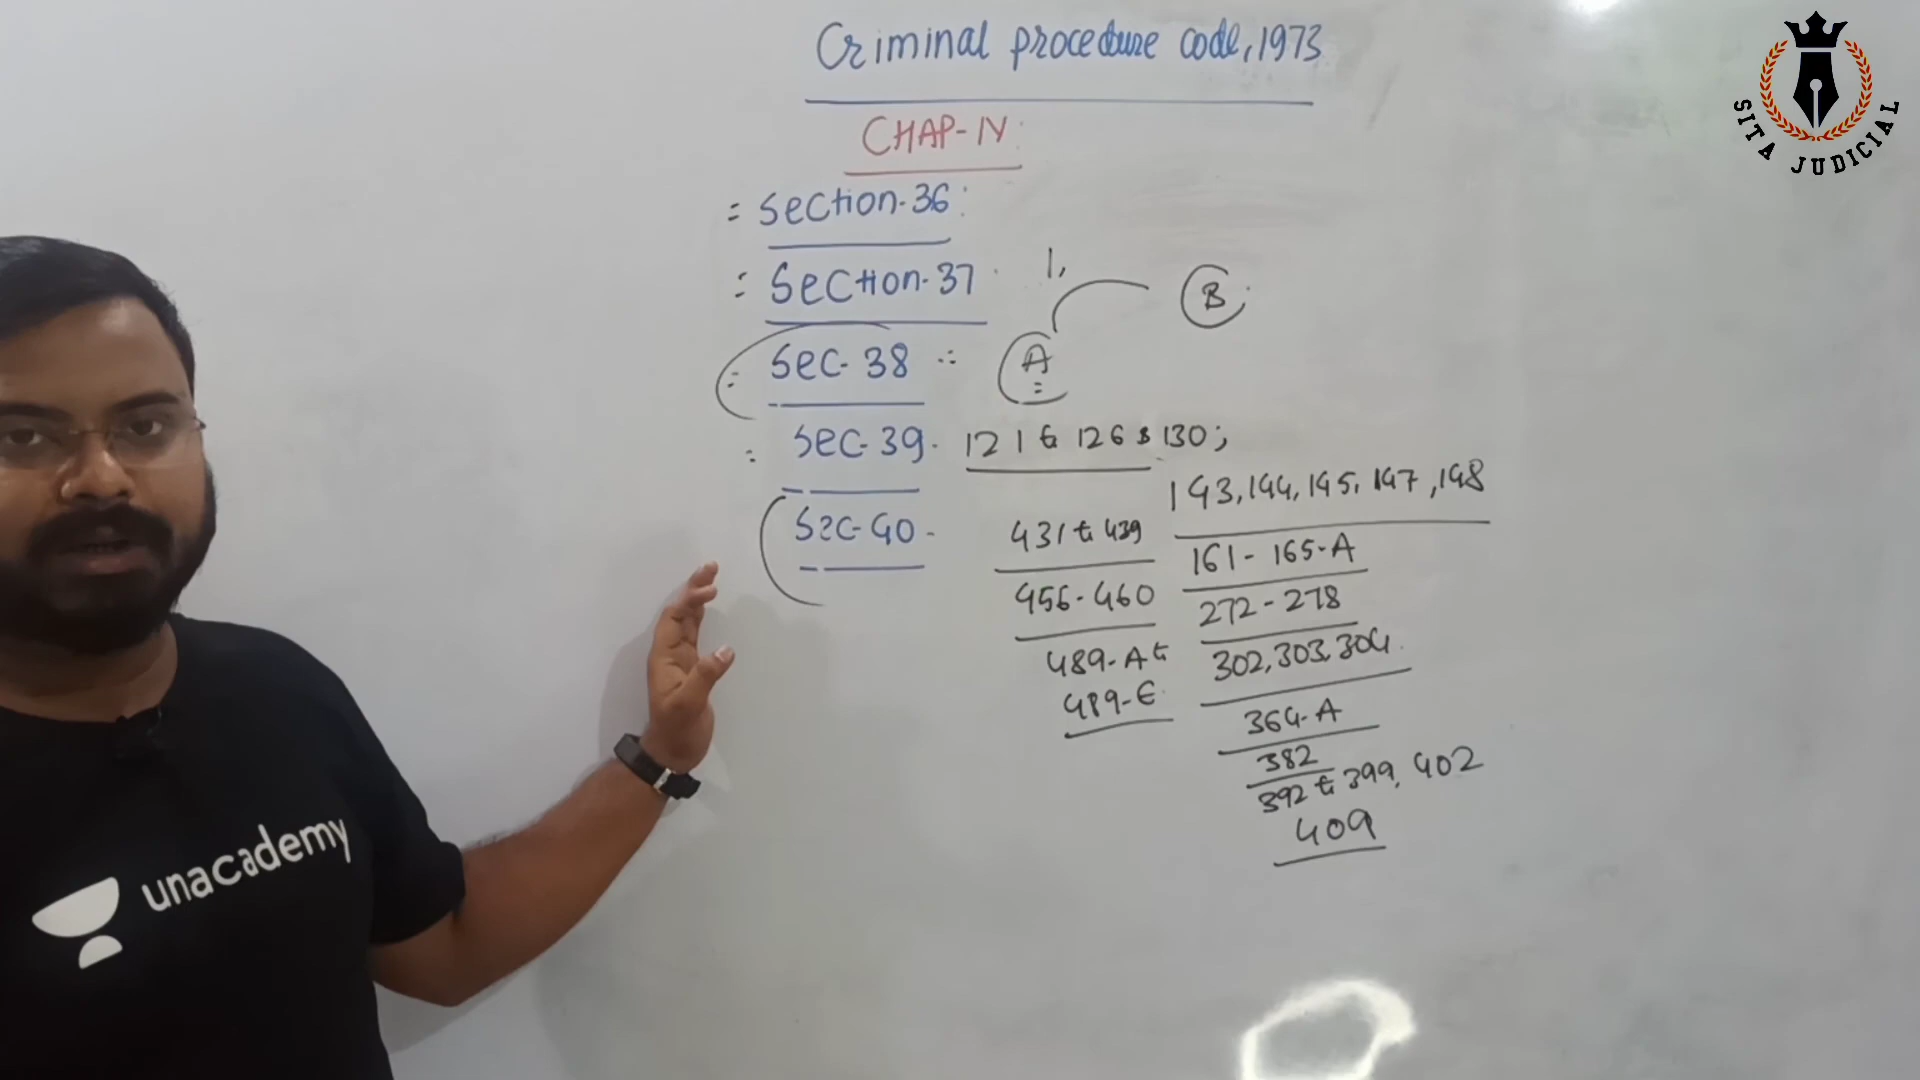 Criminal procedure code, 1973
CHAP-IV:
= Section-36:
= Section-37
1,
B
: Sec-38 -:
A
: Sec-39. 121 to 126 & 130;
143, 144, 145, 147, 148
Sec-40-
431 to 439
456-460
489-A to
489-E
161-165-A
272-278
302, 303, 304.
364-A
382
392 to 399, 402
409
unacademy
SITA JUDICIAL